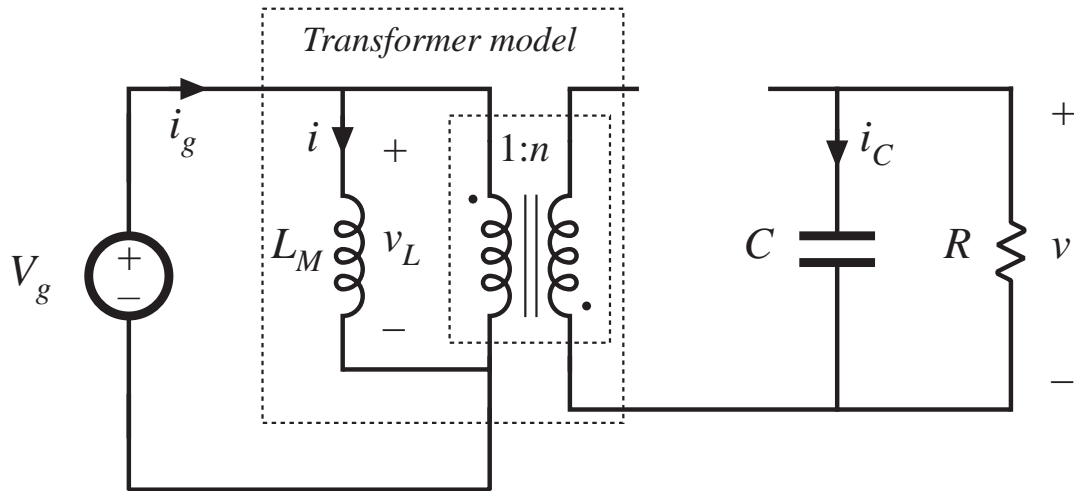 Transformer model
i_g
i
+
1:n
+
i_C
V_g
+
−
L_M
v_L
C
R
v
−
−